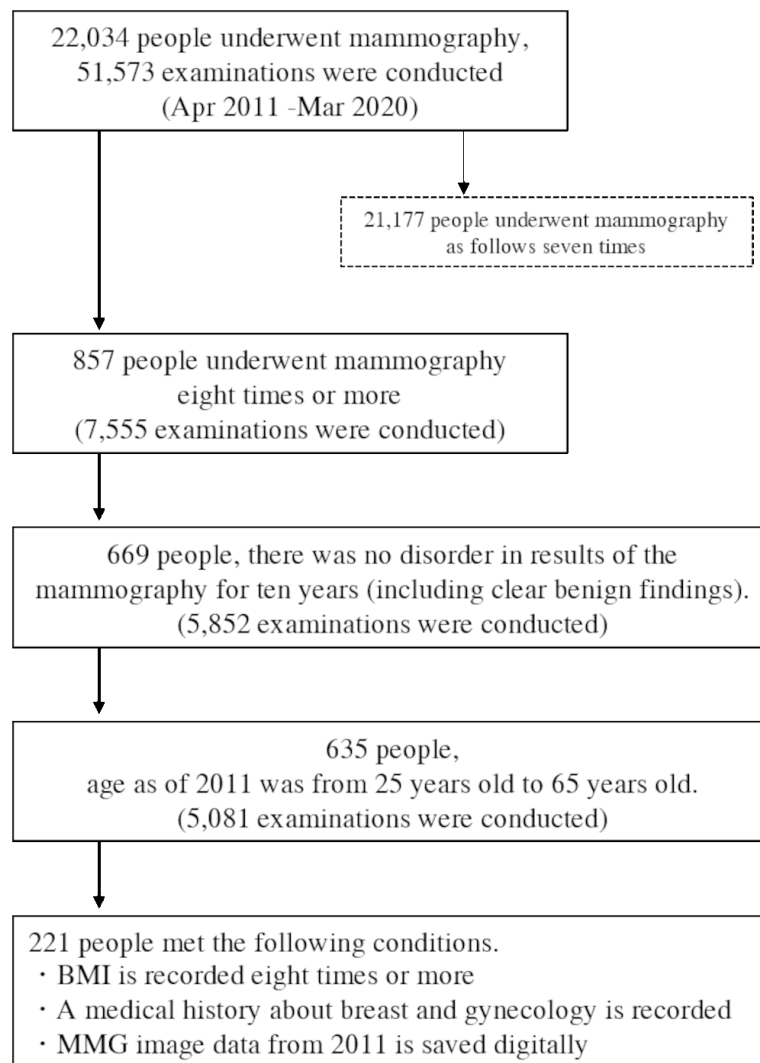 22,034 people underwent mammography,
51,573 examinations were conducted
(Apr 2011 -Mar 2020)
21,177 people underwent mammography
as follows seven times
857 people underwent mammography
eight times or more
(7,555 examinations were conducted)
669 people, there was no disorder in results of the
mammography for ten years (including clear benign findings).
(5,852 examinations were conducted)
635 people,
age as of 2011 was from 25 years old to 65 years old.
(5,081 examinations were conducted)
221 people met the following conditions.
・BMI is recorded eight times or more
・A medical history about breast and gynecology is recorded
・MMG image data from 2011 is saved digitally